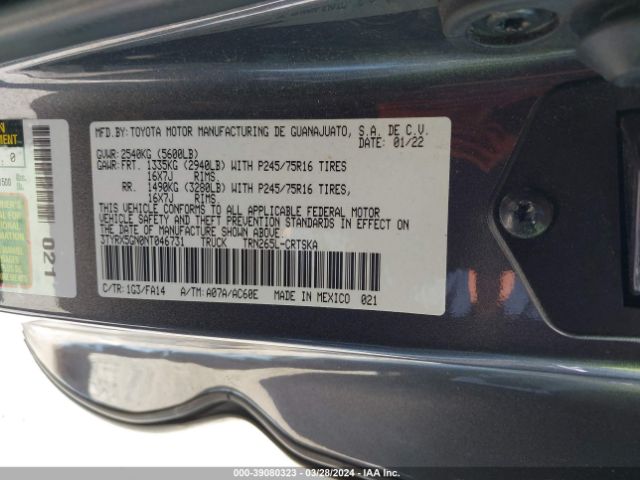 MFD.BY:TOYOTA MOTOR MANUFACTURING DE GUANAJUATO, S.A. DE C.V.
DATE: 01/22
GVWR:2540KG (5600LB)
GAWR:FRT. 1335KG (2940LB) WITH P245/75R16 TIRES
16X7J RIMS.
RR. 1490KG (3280LB) WITH P245/75R16 TIRES,
16X7J RIMS.
THIS VEHICLE CONFORMS TO ALL APPLICABLE FEDERAL MOTOR
VEHICLE SAFETY AND THEFT PREVENTION STANDARDS IN EFFECT ON
THE DATE OF MANUFACTURE SHOWN ABOVE.
3TYRX5GN0NT046731 TRUCK TRN265L-CRTSKA
C/TR: 1G3/FA14 A/TM: A07A/AC60E MADE IN MEXICO 021
021
000-39080323 — 03/28/2024 — IAA Inc.